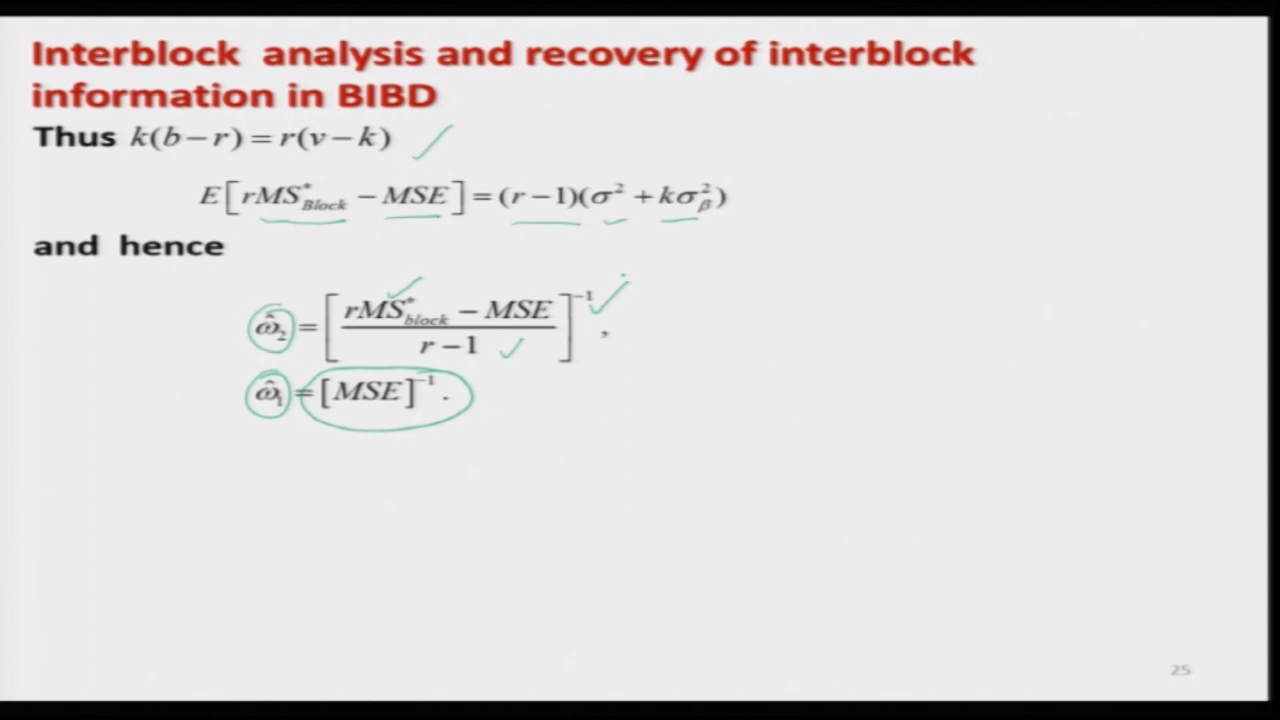 Interblock analysis and recovery of interblock
information in BIBD
Thus k(b−r)=r(v−k)
E[rMS*_Block − MSE]=(r−1)(σ² + kσ²_β)
and hence
ω̂₂ = [(rMS*_block − MSE)/(r−1)]⁻¹,
ω̂₁ = [MSE]⁻¹.
25